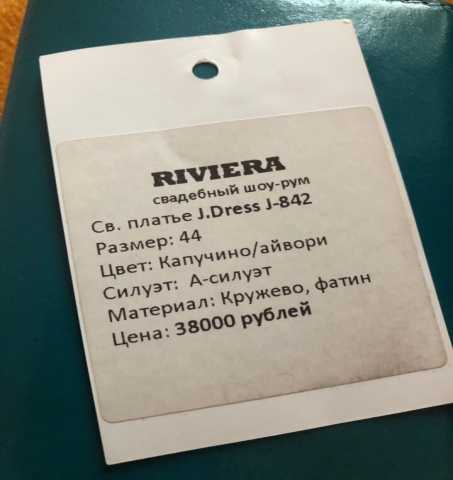 RIVIERA
свадебный шоу-рум
Св. платье J.Dress J-842
Размер: 44
Цвет: Капучино/айвори
Силуэт: А-силуэт
Материал: Кружево, фатин
Цена: 38000 рублей